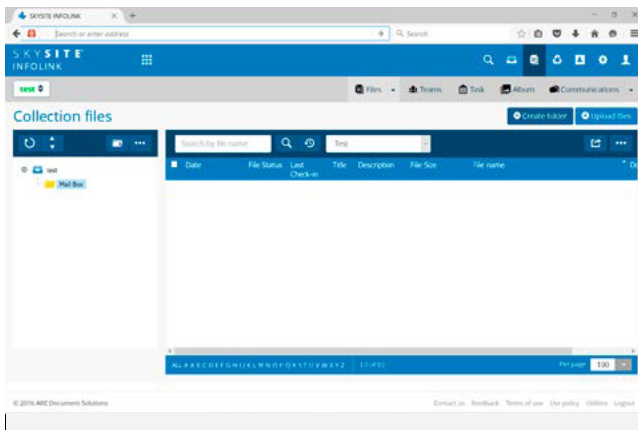 SKYSITE INFOLINK
Search or enter address
Search
SKYSITE
INFOLINK
test
Files
Teams
Task
Album
Communications
Collection files
Create folder
Upload files
Search by file name
Test
Date
File Status
Last Check-in
Title
Description
File Size
File name
test
Mail Box
Per page
100
© 2016 ARC Document Solutions
Contact us
Feedback
Terms of use
Use policy
Utilities
Logout